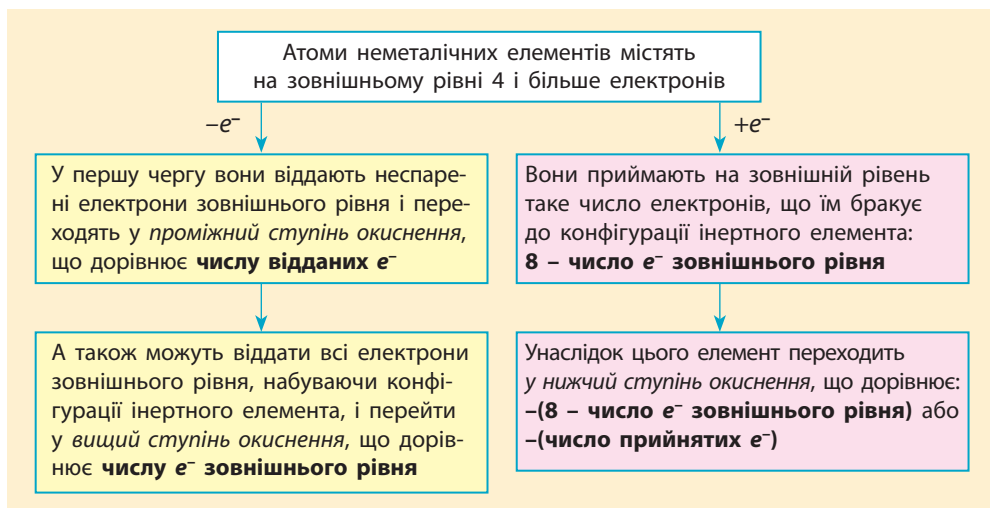 Атоми неметалічних елементів містять
на зовнішньому рівні 4 і більше електронів
–e⁻
+e⁻
У першу чергу вони віддають неспаре-
ні електрони зовнішнього рівня і пере-
ходять у проміжний ступінь окиснення,
що дорівнює числу відданих e⁻
Вони приймають на зовнішній рівень
таке число електронів, що їм бракує
до конфігурації інертного елемента:
8 – число e⁻ зовнішнього рівня
А також можуть віддати всі електрони
зовнішнього рівня, набуваючи конфі-
гурації інертного елемента, і перейти
у вищий ступінь окиснення, що дорів-
нює числу e⁻ зовнішнього рівня
Унаслідок цього елемент переходить
у нижчий ступінь окиснення, що дорівнює:
–(8 – число e⁻ зовнішнього рівня) або
–(число прийнятих e⁻)